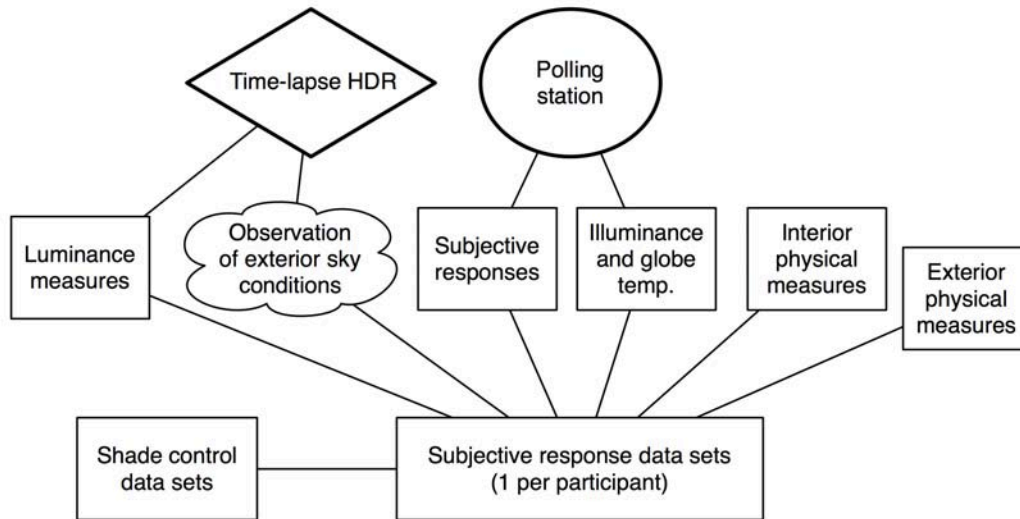 Time-lapse HDR
Polling
station
Luminance
measures
Observation
of exterior sky
conditions
Subjective
responses
Illuminance
and globe
temp.
Interior
physical
measures
Exterior
physical
measures
Shade control
data sets
Subjective response data sets
(1 per participant)